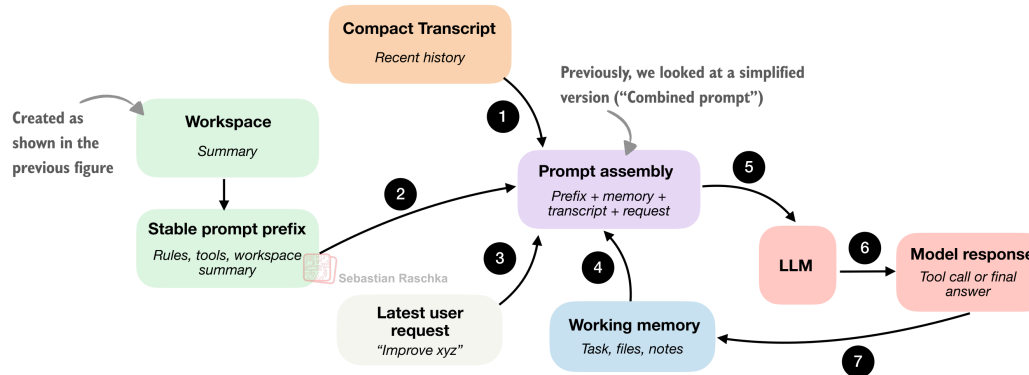 Compact Transcript
Recent history
Previously, we looked at a simplified
version (“Combined prompt”)
Created as
shown in the
previous figure
Workspace
Summary
1
Prompt assembly
Prefix + memory +
transcript + request
5
2
Stable prompt prefix
Rules, tools, workspace
summary
Sebastian Raschka
3
4
LLM
6
Model response
Tool call or final
answer
Latest user
request
“Improve xyz”
Working memory
Task, files, notes
7